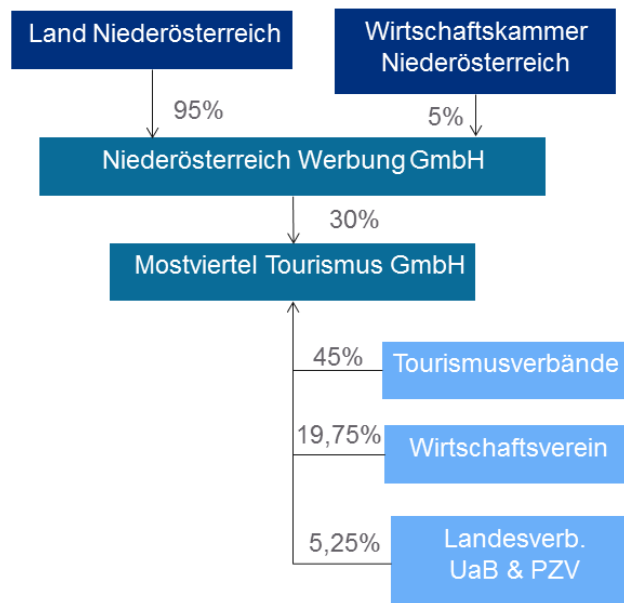 Land Niederösterreich
Wirtschaftskammer
Niederösterreich
95%
5%
Niederösterreich Werbung GmbH
30%
Mostviertel Tourismus GmbH
45%
Tourismusverbände
19,75%
Wirtschaftsverein
5,25%
Landesverb.
UaB & PZV